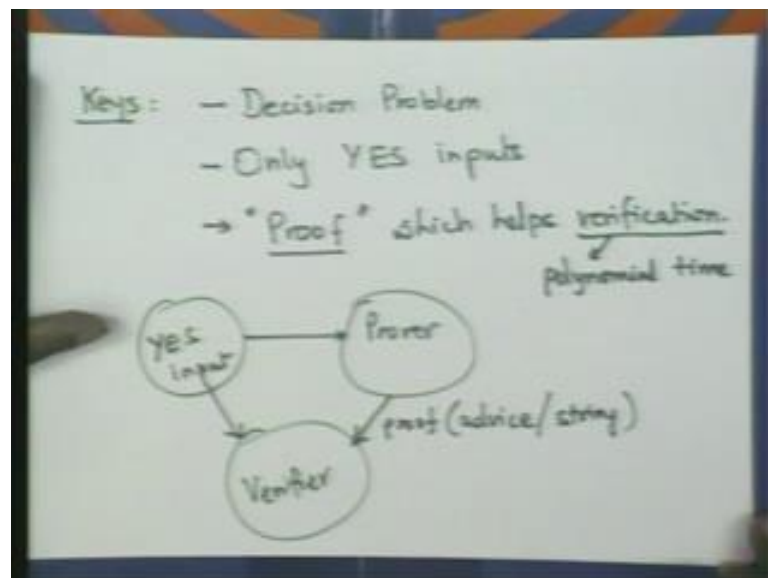 Keys: - Decision Problem
- Only YES inputs
→ "Proof" which helps verification.
polynomial time
YES input
Prover
proof (advice/string)
Verifier